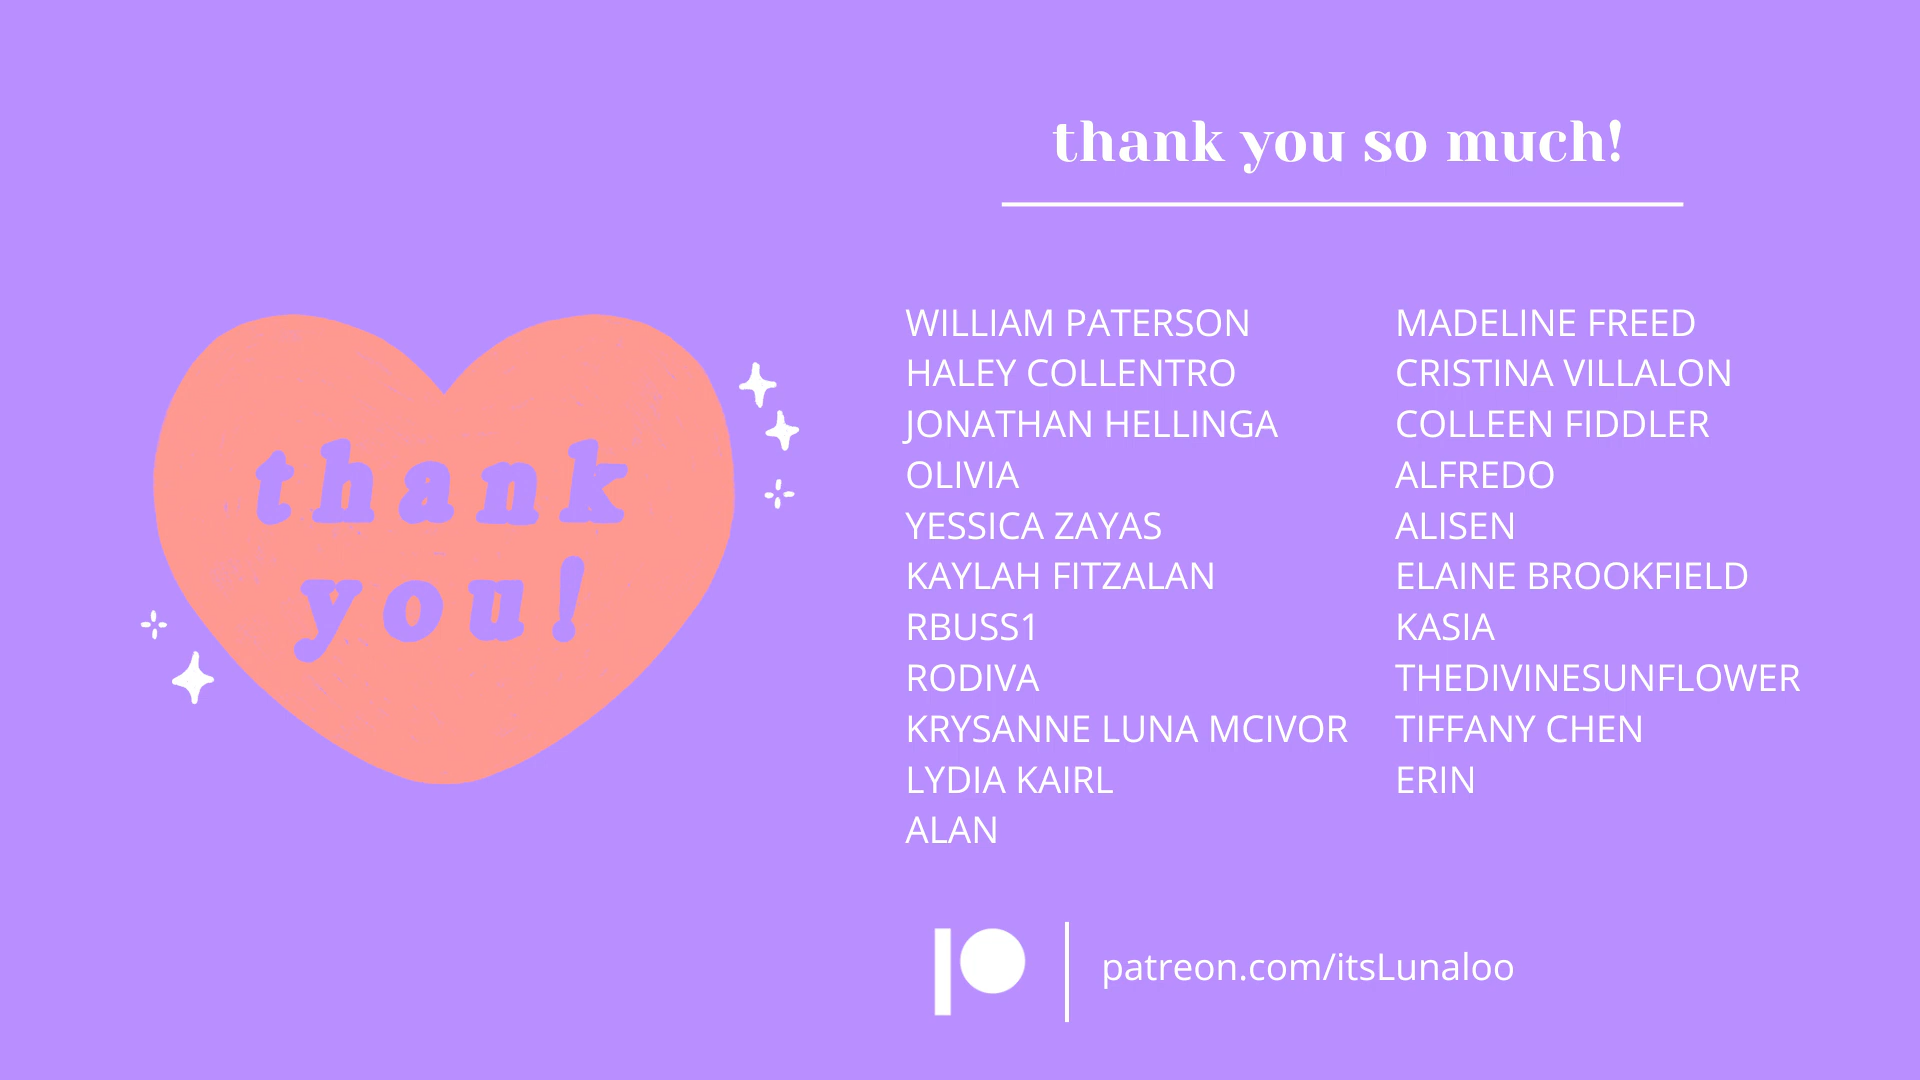 thank
you!
thank you so much!
WILLIAM PATERSON
HALEY COLLENTRO
JONATHAN HELLINGA
OLIVIA
YESSICA ZAYAS
KAYLAH FITZALAN
RBUSS1
RODIVA
KRYSANNE LUNA MCIVOR
LYDIA KAIRL
ALAN
MADELINE FREED
CRISTINA VILLALON
COLLEEN FIDDLER
ALFREDO
ALISEN
ELAINE BROOKFIELD
KASIA
THEDIVINESUNFLOWER
TIFFANY CHEN
ERIN
patreon.com/itsLunaloo